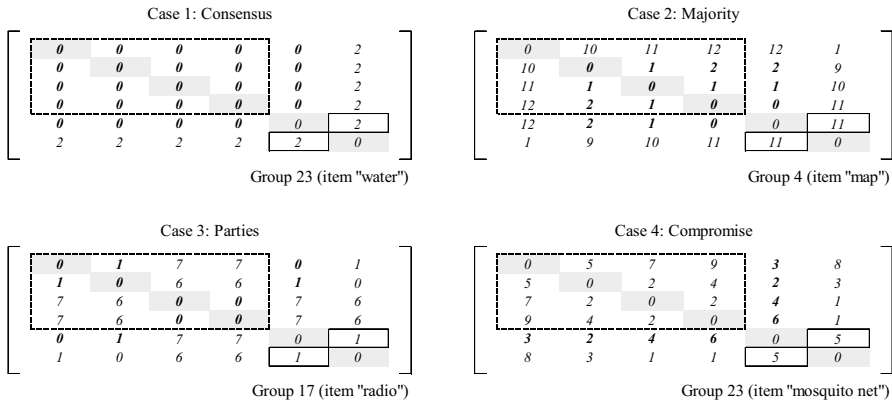 Case 1: Consensus
0 0 0 0 0 2
0 0 0 0 0 2
0 0 0 0 0 2
0 0 0 0 0 2
0 0 0 0 0 2
2 2 2 2 2 0
Group 23 (item "water")
Case 2: Majority
0 10 11 12 12 1
10 0 1 2 2 9
11 1 0 1 1 10
12 2 1 0 0 11
12 2 1 0 0 11
1 9 10 11 11 0
Group 4 (item "map")
Case 3: Parties
0 1 7 7 0 1
1 0 6 6 1 0
7 6 0 0 7 6
7 6 0 0 7 6
0 1 7 7 0 1
1 0 6 6 1 0
Group 17 (item "radio")
Case 4: Compromise
0 5 7 9 3 8
5 0 2 4 2 3
7 2 0 2 4 1
9 4 2 0 6 1
3 2 4 6 0 5
8 3 1 1 5 0
Group 23 (item "mosquito net")